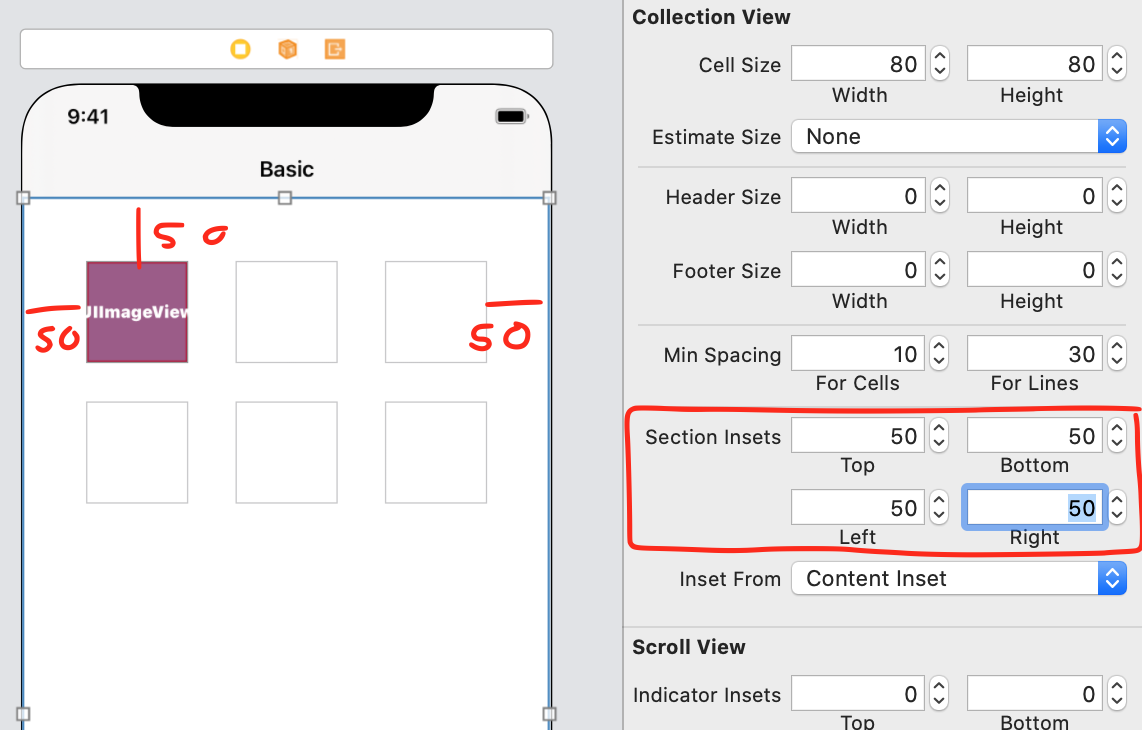 9:41
Basic
50
UIImageView
50
50
Collection View
Cell Size 80 80
Width Height
Estimate Size None
Header Size 0 0
Width Height
Footer Size 0 0
Width Height
Min Spacing 10 30
For Cells For Lines
Section Insets 50 50
Top Bottom
50 50
Left Right
Inset From Content Inset
Scroll View
Indicator Insets 0 0
Top Bottom